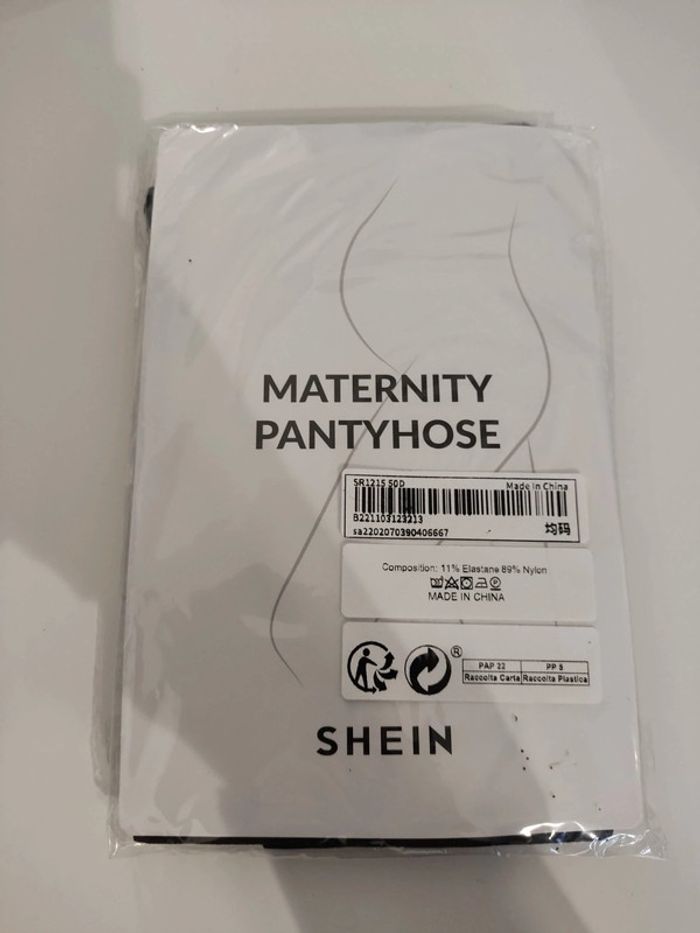 MATERNITY
PANTYHOSE
SR1215 50D
Made In China
B221103123213
均码
sa2202070390406667
Composition: 11% Elastane 89% Nylon
MADE IN CHINA
®
PAP 22
PP 5
Raccolta Carta
Raccolta Plastica
SHEIN